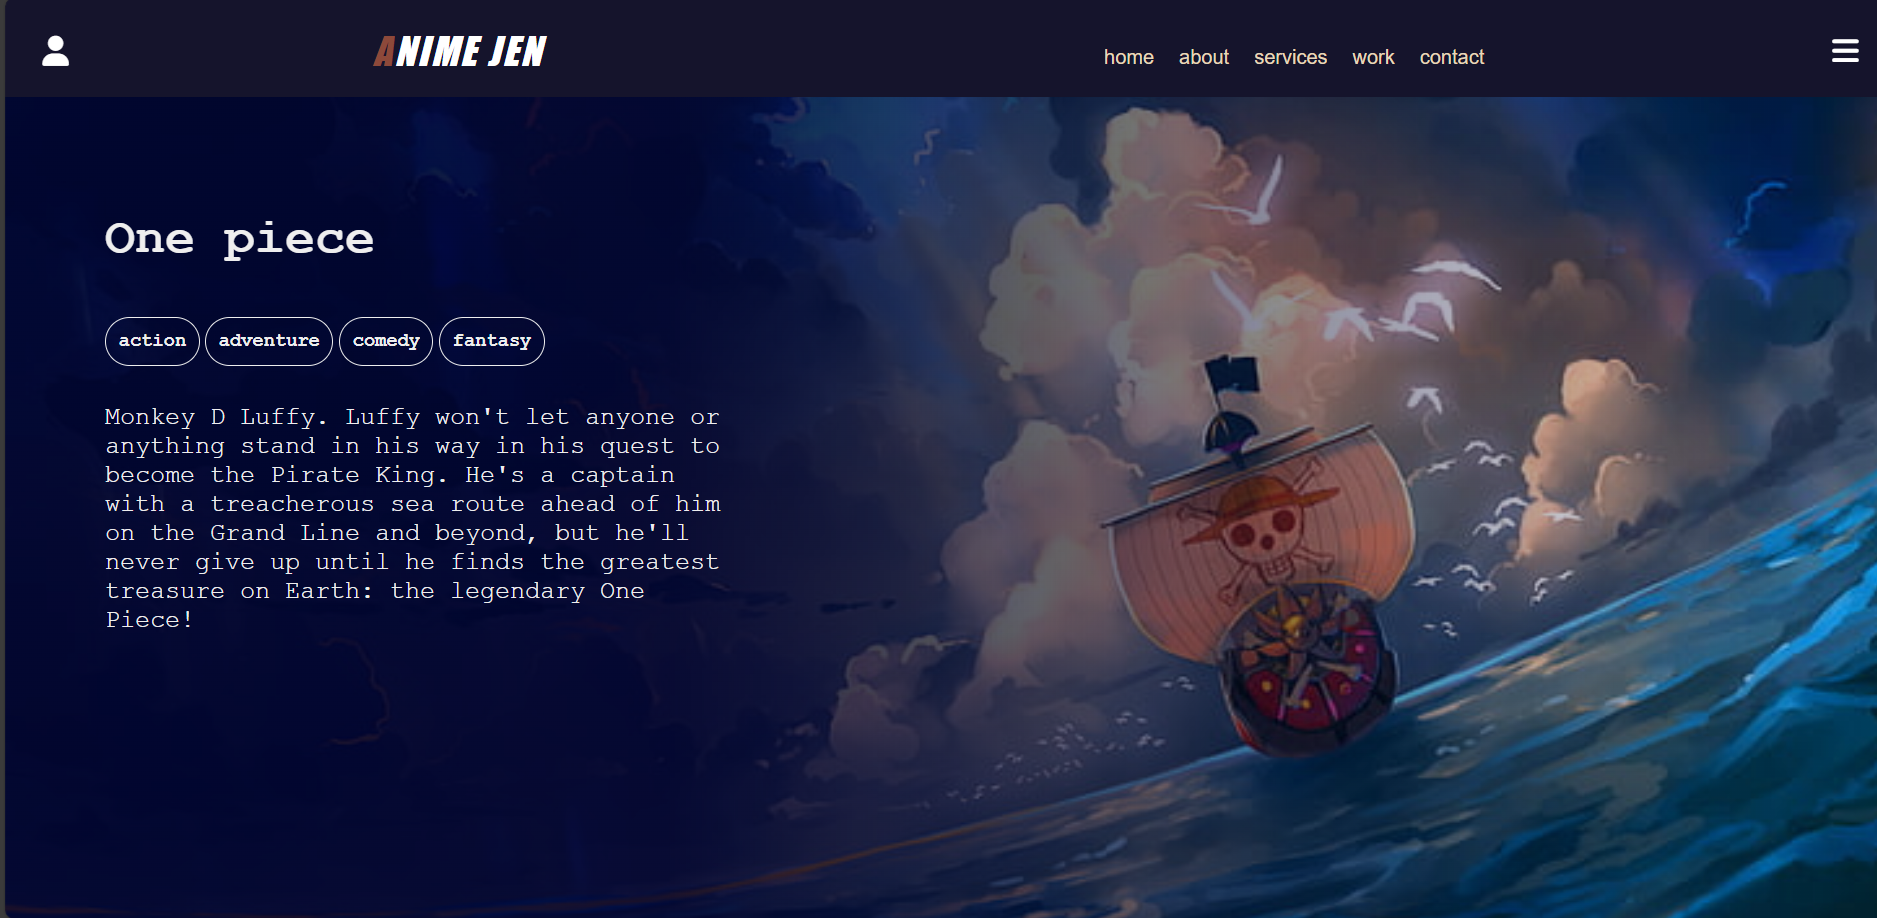 ANIME JEN
home about services work contact
One piece
action adventure comedy fantasy
Monkey D Luffy. Luffy won't let anyone or
anything stand in his way in his quest to
become the Pirate King. He's a captain
with a treacherous sea route ahead of him
on the Grand Line and beyond, but he'll
never give up until he finds the greatest
treasure on Earth: the legendary One
Piece!